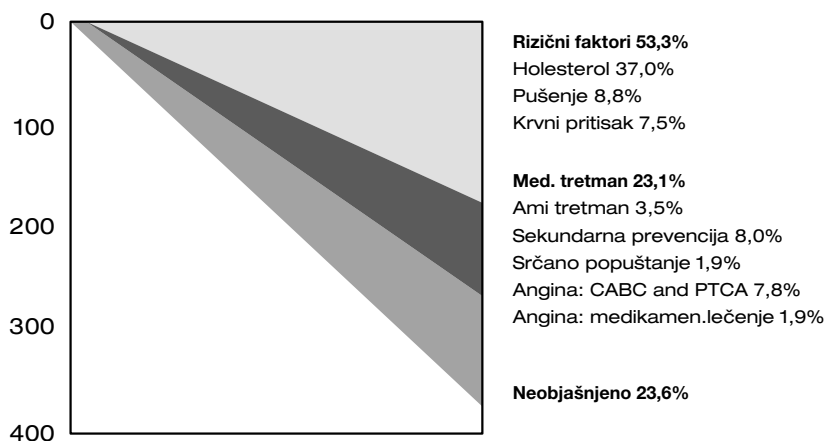 0
100
200
300
400
Rizični faktori 53,3%
Holesterol 37,0%
Pušenje 8,8%
Krvni pritisak 7,5%
Med. tretman 23,1%
Ami tretman 3,5%
Sekundarna prevencija 8,0%
Srčano popuštanje 1,9%
Angina: CABC and PTCA 7,8%
Angina: medikamen.lečenje 1,9%
Neobjašnjeno 23,6%